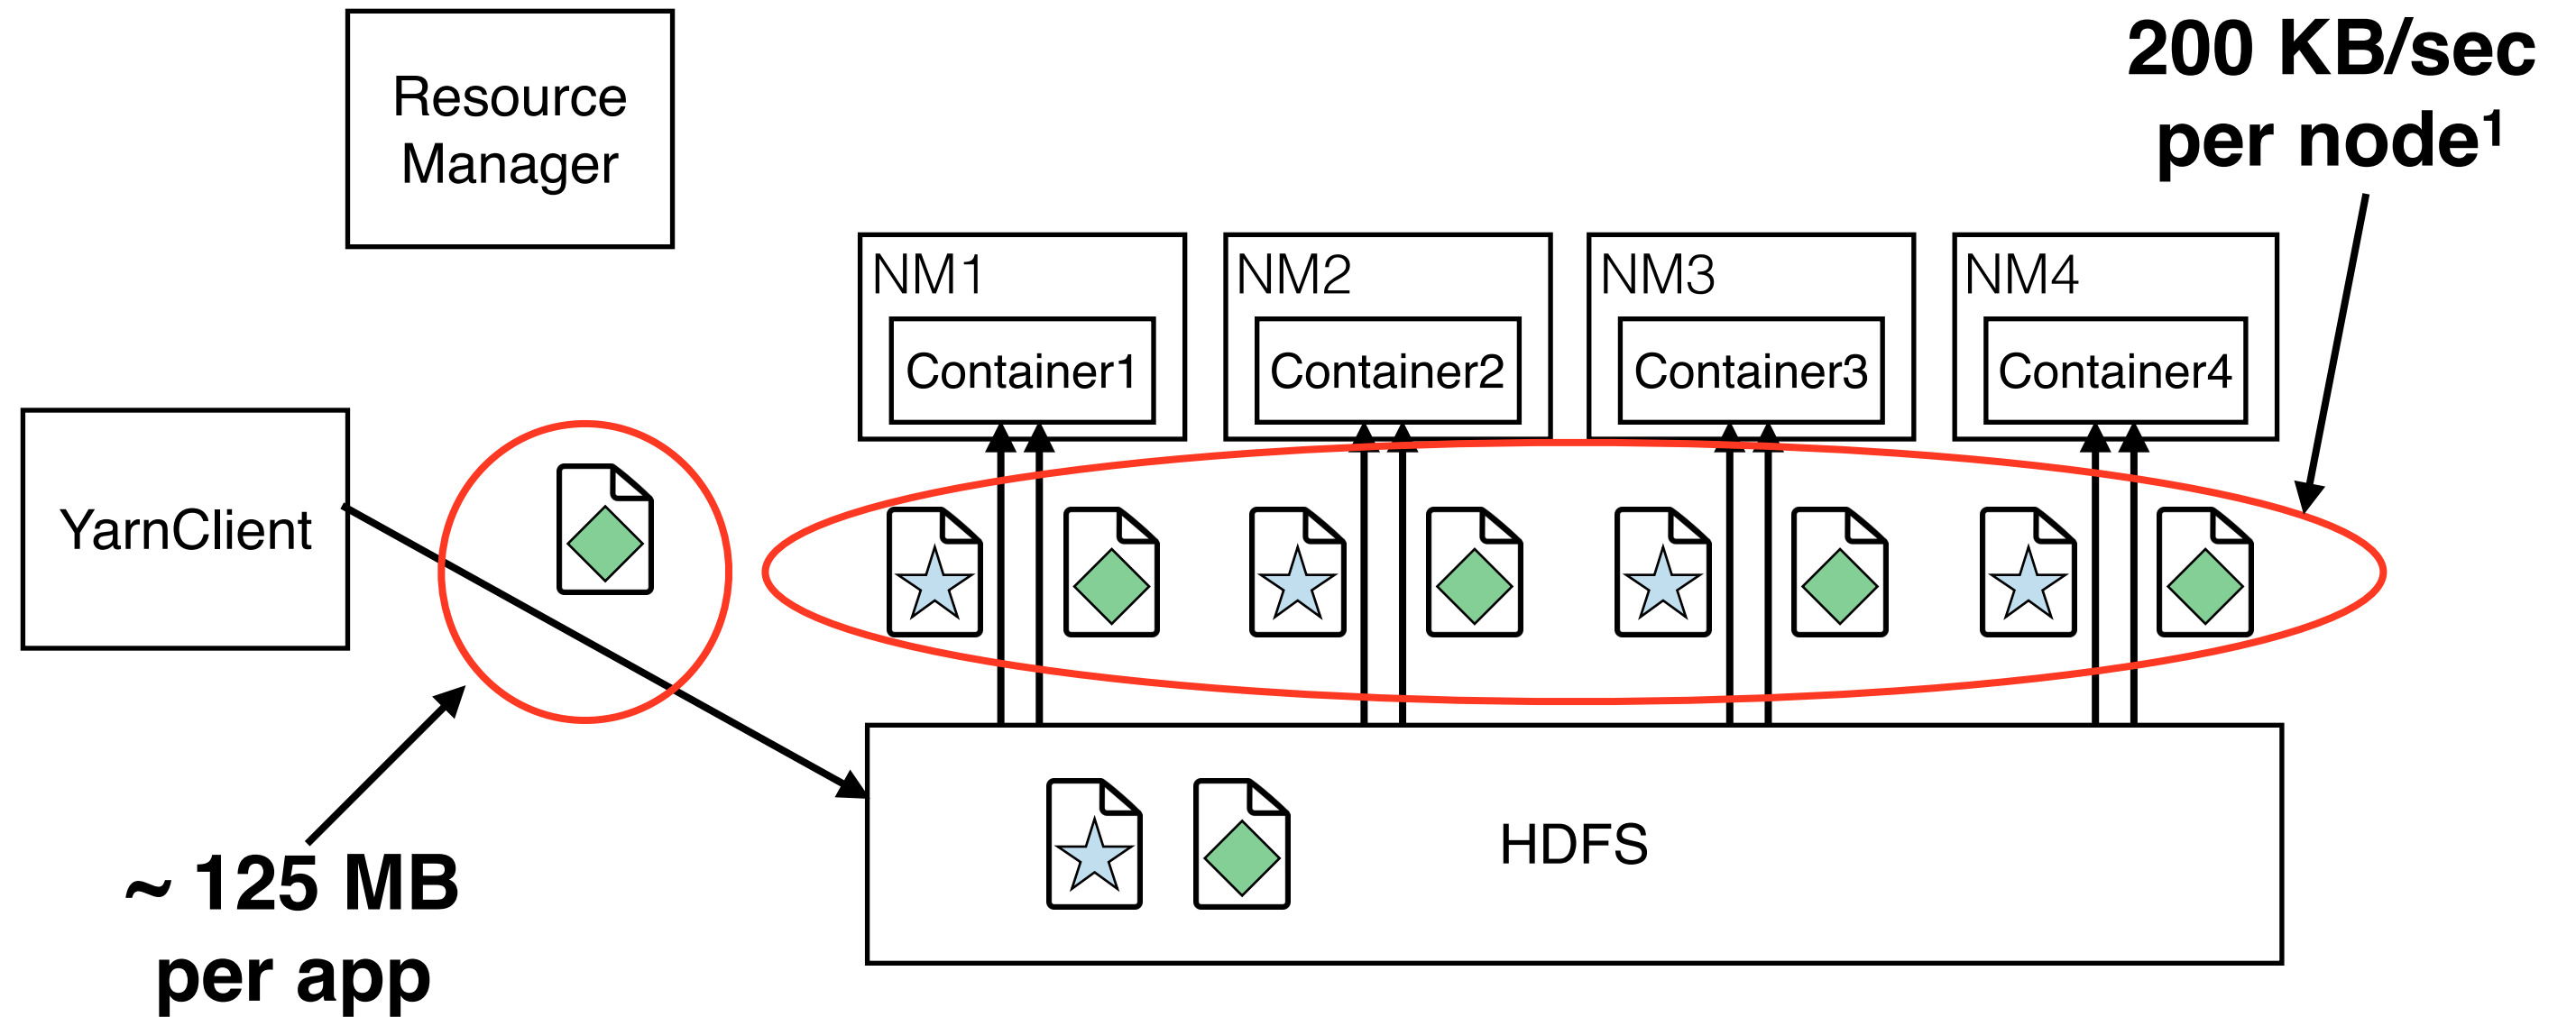 Resource
Manager
200 KB/sec
per node¹
NM1
NM2
NM3
NM4
Container1
Container2
Container3
Container4
YarnClient
~ 125 MB
per app
HDFS